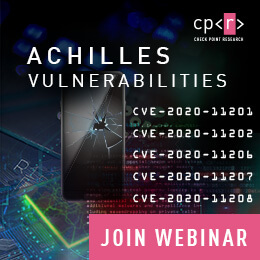 cp<r>
CHECK POINT RESEARCH
ACHILLES
VULNERABILITIES
CVE-2020-11201
CVE-2020-11202
CVE-2020-11206
CVE-2020-11207
CVE-2020-11208
JOIN WEBINAR